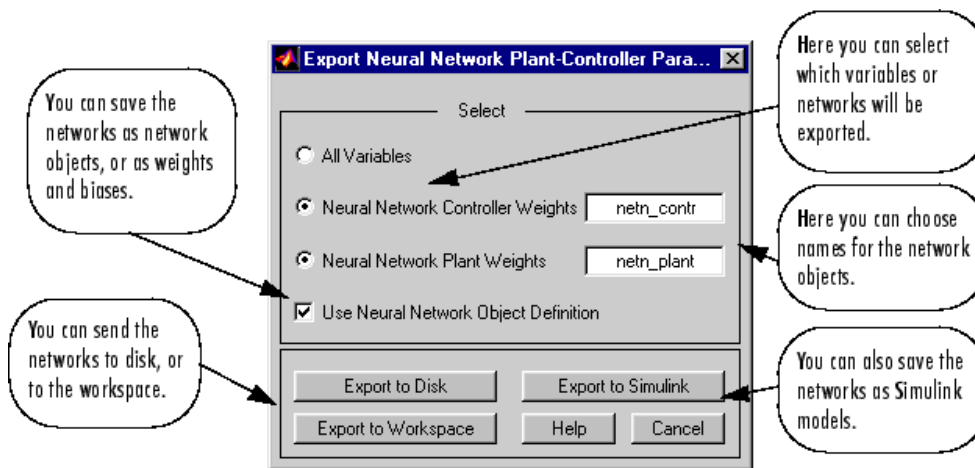 Export Neural Network Plant-Controller Para...
Here you can select
which variables or
networks will be
exported.
You can save the
networks as network
objects, or as weights
and biases.
Select
All Variables
Neural Network Controller Weights netn_contr
Neural Network Plant Weights netn_plant
Here you can choose
names for the network
objects.
Use Neural Network Object Definition
You can send the
networks to disk, or
to the workspace.
Export to Disk Export to Simulink
Export to Workspace Help Cancel
You can also save the
networks as Simulink
models.